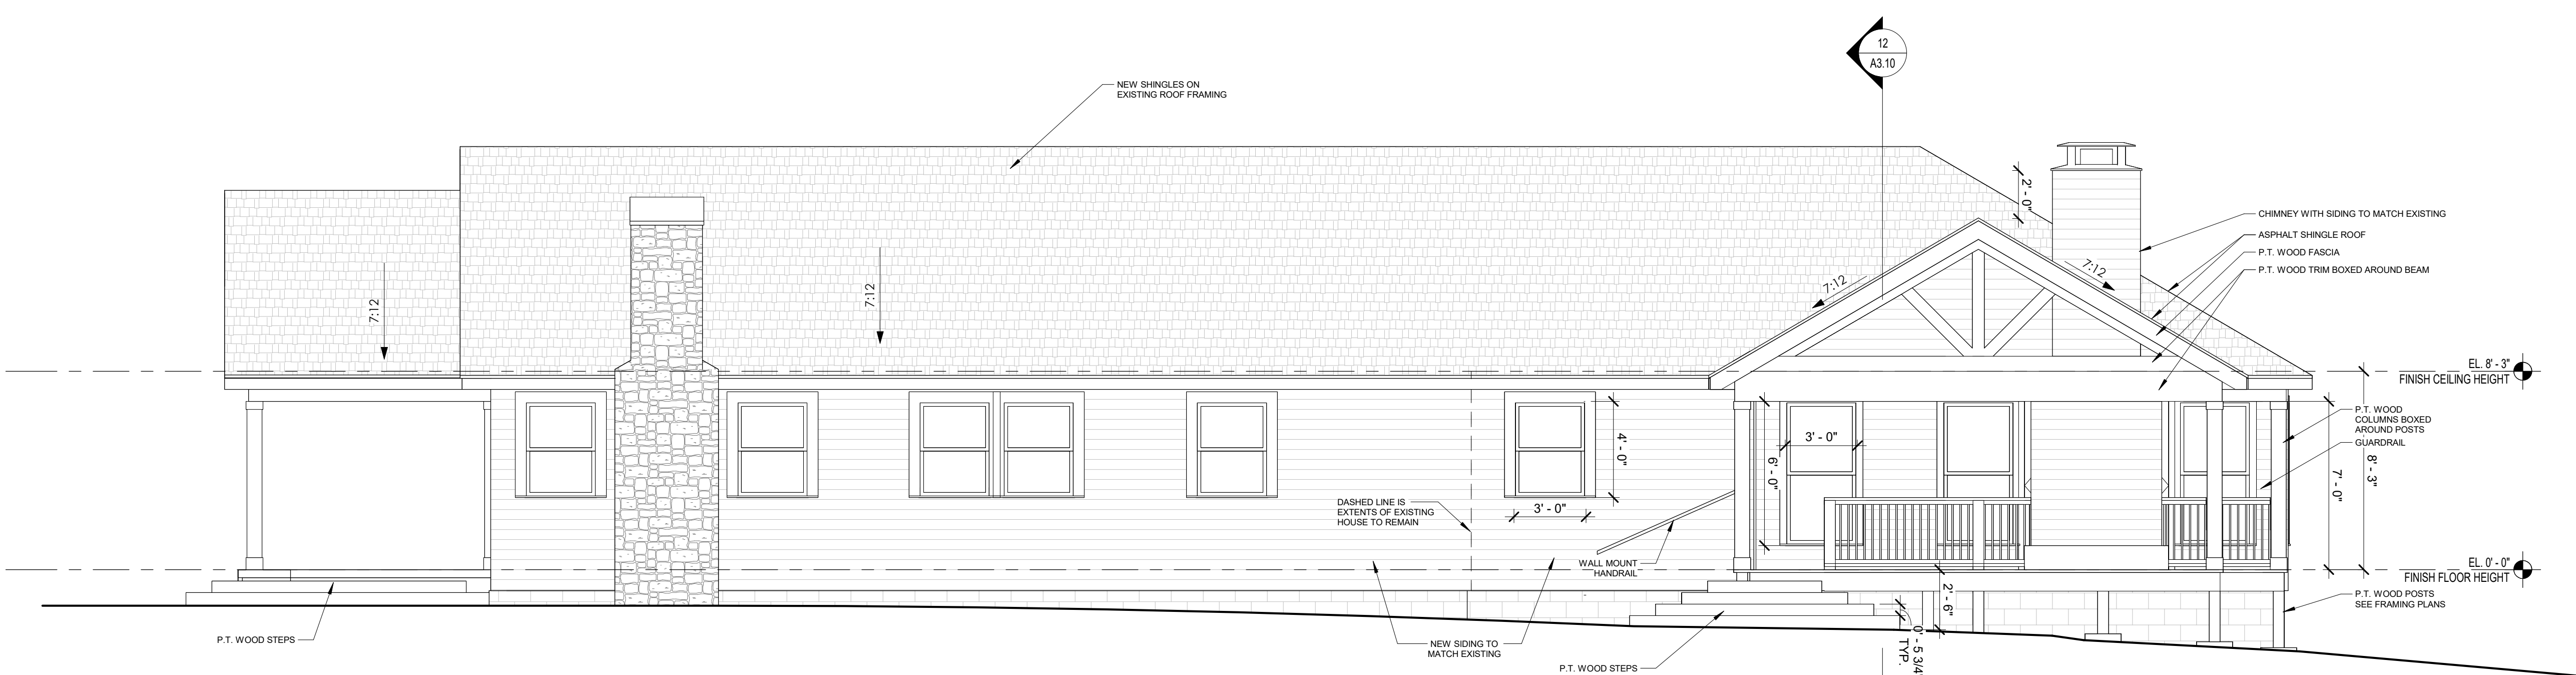 12
A3.10
NEW SHINGLES ON
EXISTING ROOF FRAMING
2' - 0"
CHIMNEY WITH SIDING TO MATCH EXISTING
ASPHALT SHINGLE ROOF
P.T. WOOD FASCIA
P.T. WOOD TRIM BOXED AROUND BEAM
7:12
7:12
7:12
7:12
EL. 8' - 3"
FINISH CEILING HEIGHT
P.T. WOOD
COLUMNS BOXED
AROUND POSTS
GUARDRAIL
3' - 0"
4' - 0"
6' - 0"
7' - 0"
8' - 3"
DASHED LINE IS
EXTENTS OF EXISTING
HOUSE TO REMAIN
3' - 0"
WALL MOUNT
HANDRAIL
EL. 0' - 0"
FINISH FLOOR HEIGHT
2' - 6"
P.T. WOOD POSTS
SEE FRAMING PLANS
0' - 5 3/4"
TYP.
P.T. WOOD STEPS
NEW SIDING TO
MATCH EXISTING
P.T. WOOD STEPS